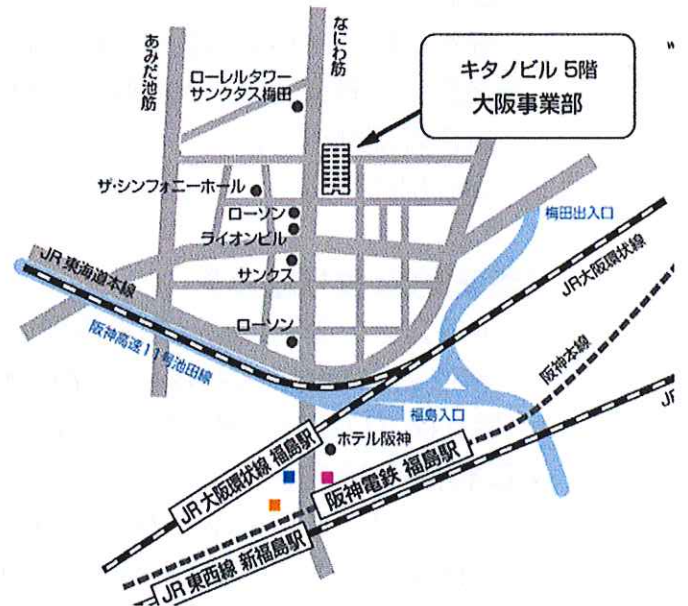 あみだ池筋
なにわ筋
ローレルタワー
サンクタス梅田
キタノビル 5階
大阪事業部
ザ・シンフォニーホール
ローソン
ライオンビル
サンクス
ローソン
梅田出入口
JR大阪環状線
JR 東海道本線
阪神高速11号池田線
阪神本線
福島入口
ホテル阪神
JR 大阪環状線 福島駅
阪神電鉄 福島駅
JR 東西線 新福島駅